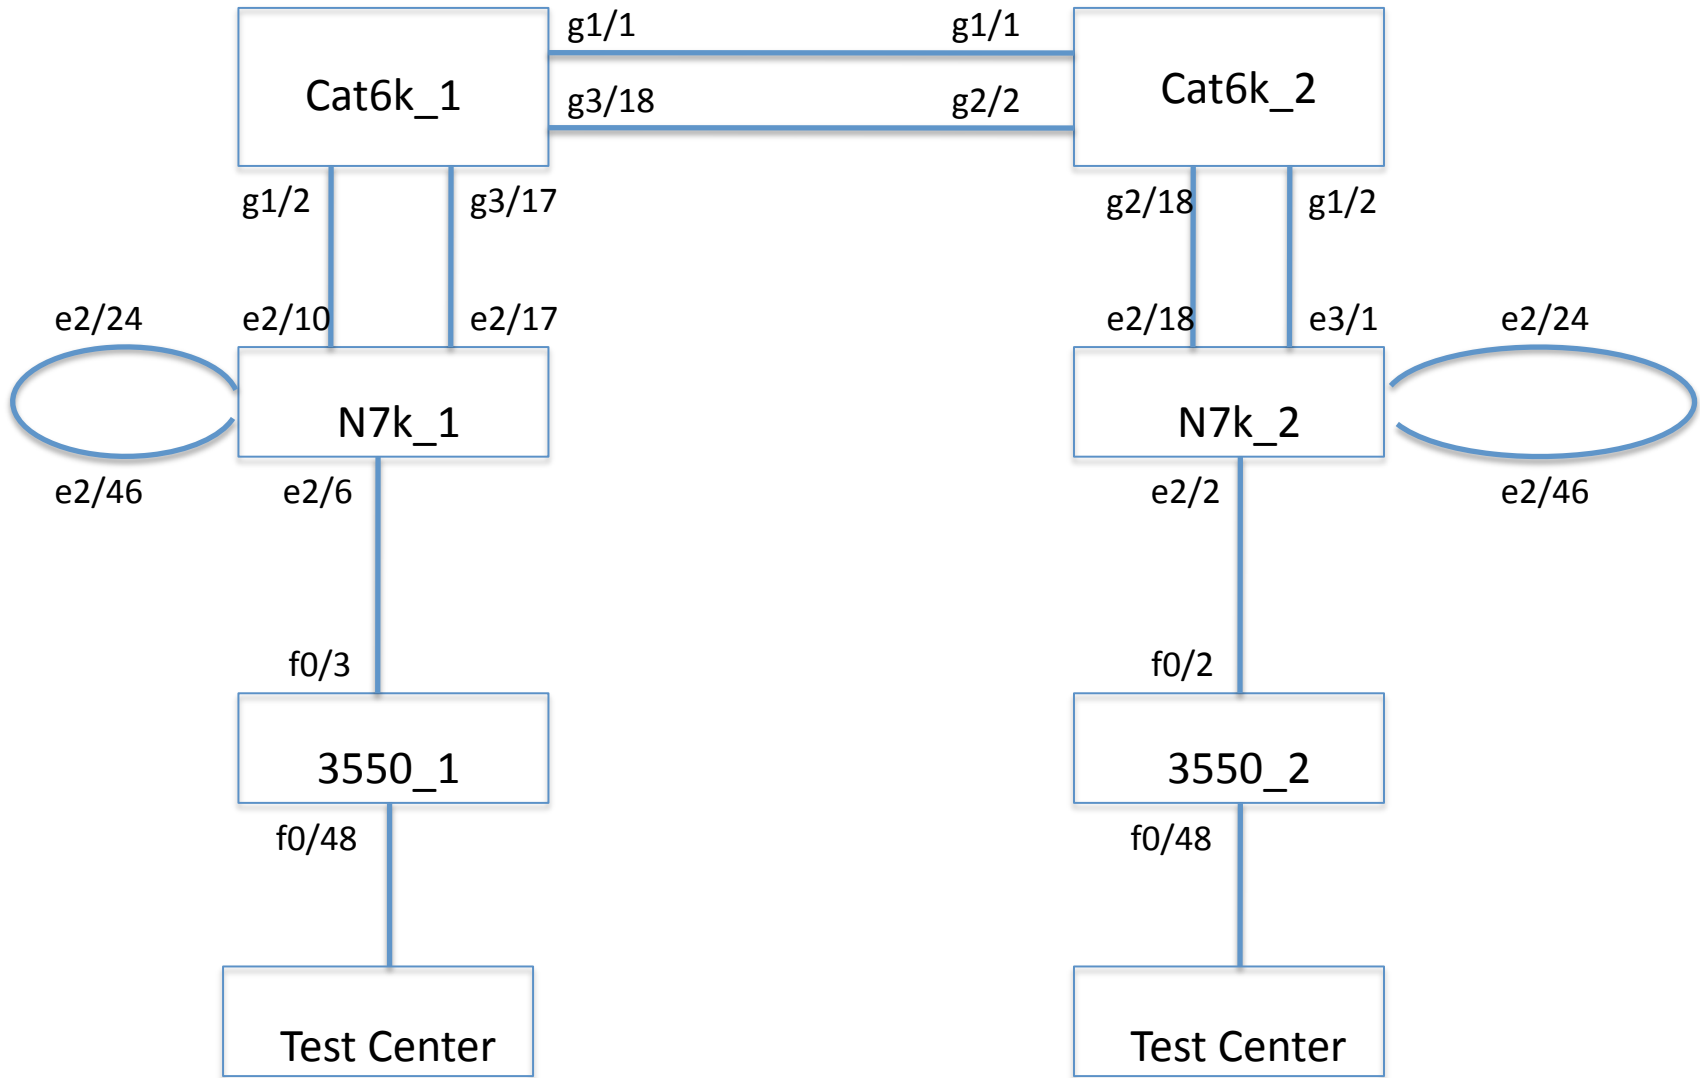 g1/1 g1/1
Cat6k_1 Cat6k_2
g3/18 g2/2
g1/2 g3/17 g2/18 g1/2
e2/24 e2/10 e2/17 e2/18 e3/1 e2/24
N7k_1 N7k_2
e2/46 e2/6 e2/2 e2/46
f0/3 f0/2
3550_1 3550_2
f0/48 f0/48
Test Center Test Center